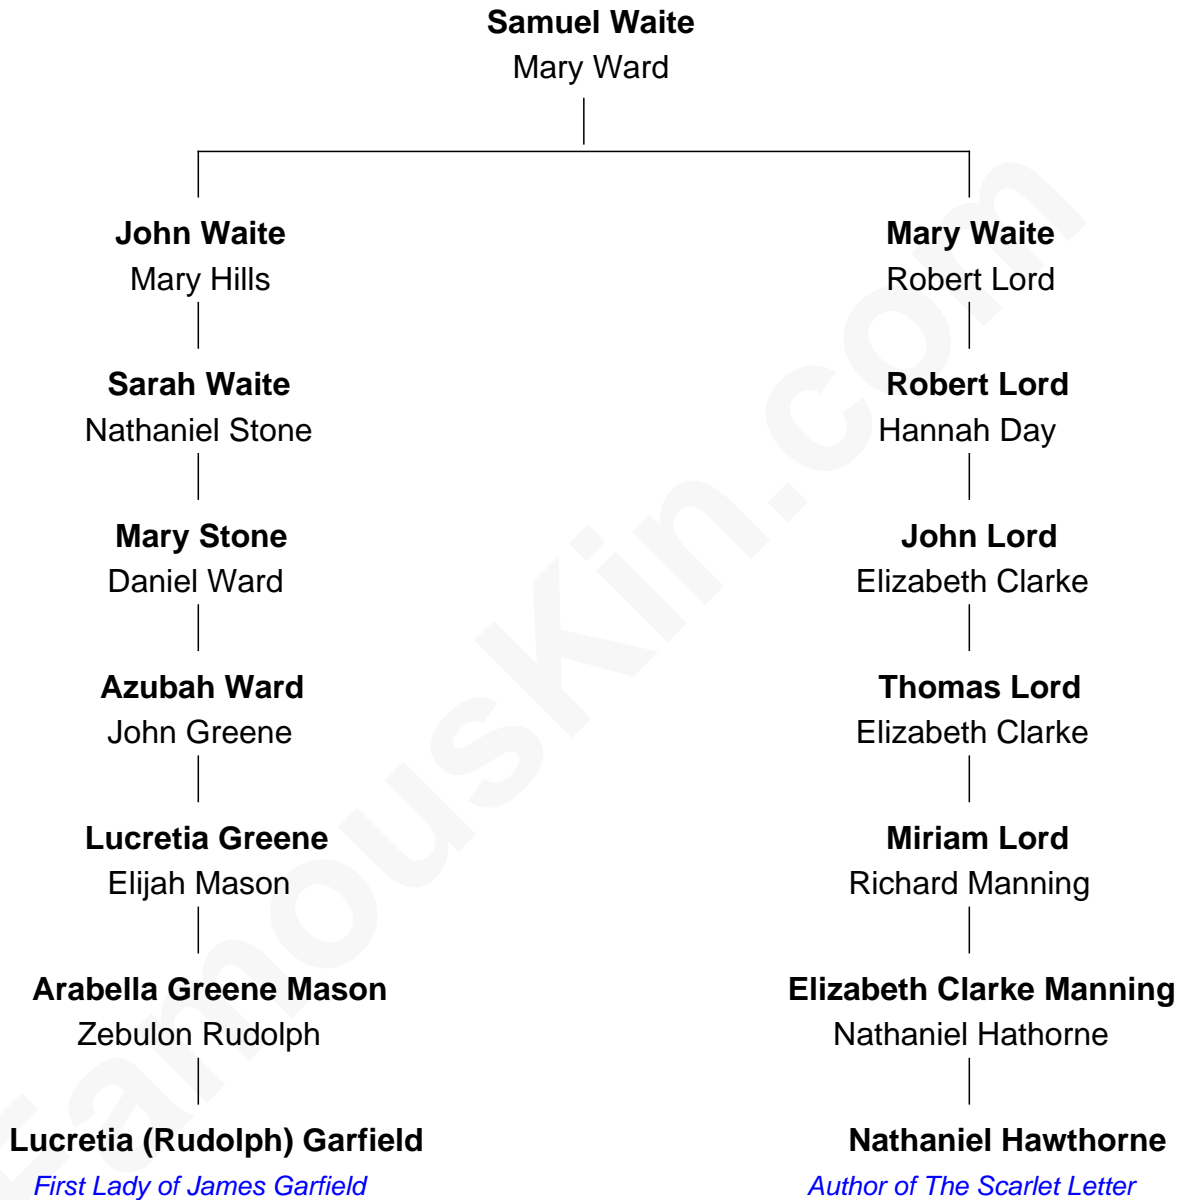 Samuel Waite
Mary Ward
John Waite
Mary Hills
Mary Waite
Robert Lord
Sarah Waite
Nathaniel Stone
Robert Lord
Hannah Day
Mary Stone
Daniel Ward
John Lord
Elizabeth Clarke
Azubah Ward
John Greene
Thomas Lord
Elizabeth Clarke
Lucretia Greene
Elijah Mason
Miriam Lord
Richard Manning
Arabella Greene Mason
Zebulon Rudolph
Elizabeth Clarke Manning
Nathaniel Hathorne
Lucretia (Rudolph) Garfield
First Lady of James Garfield
Nathaniel Hawthorne
Author of The Scarlet Letter
FamousKin.com